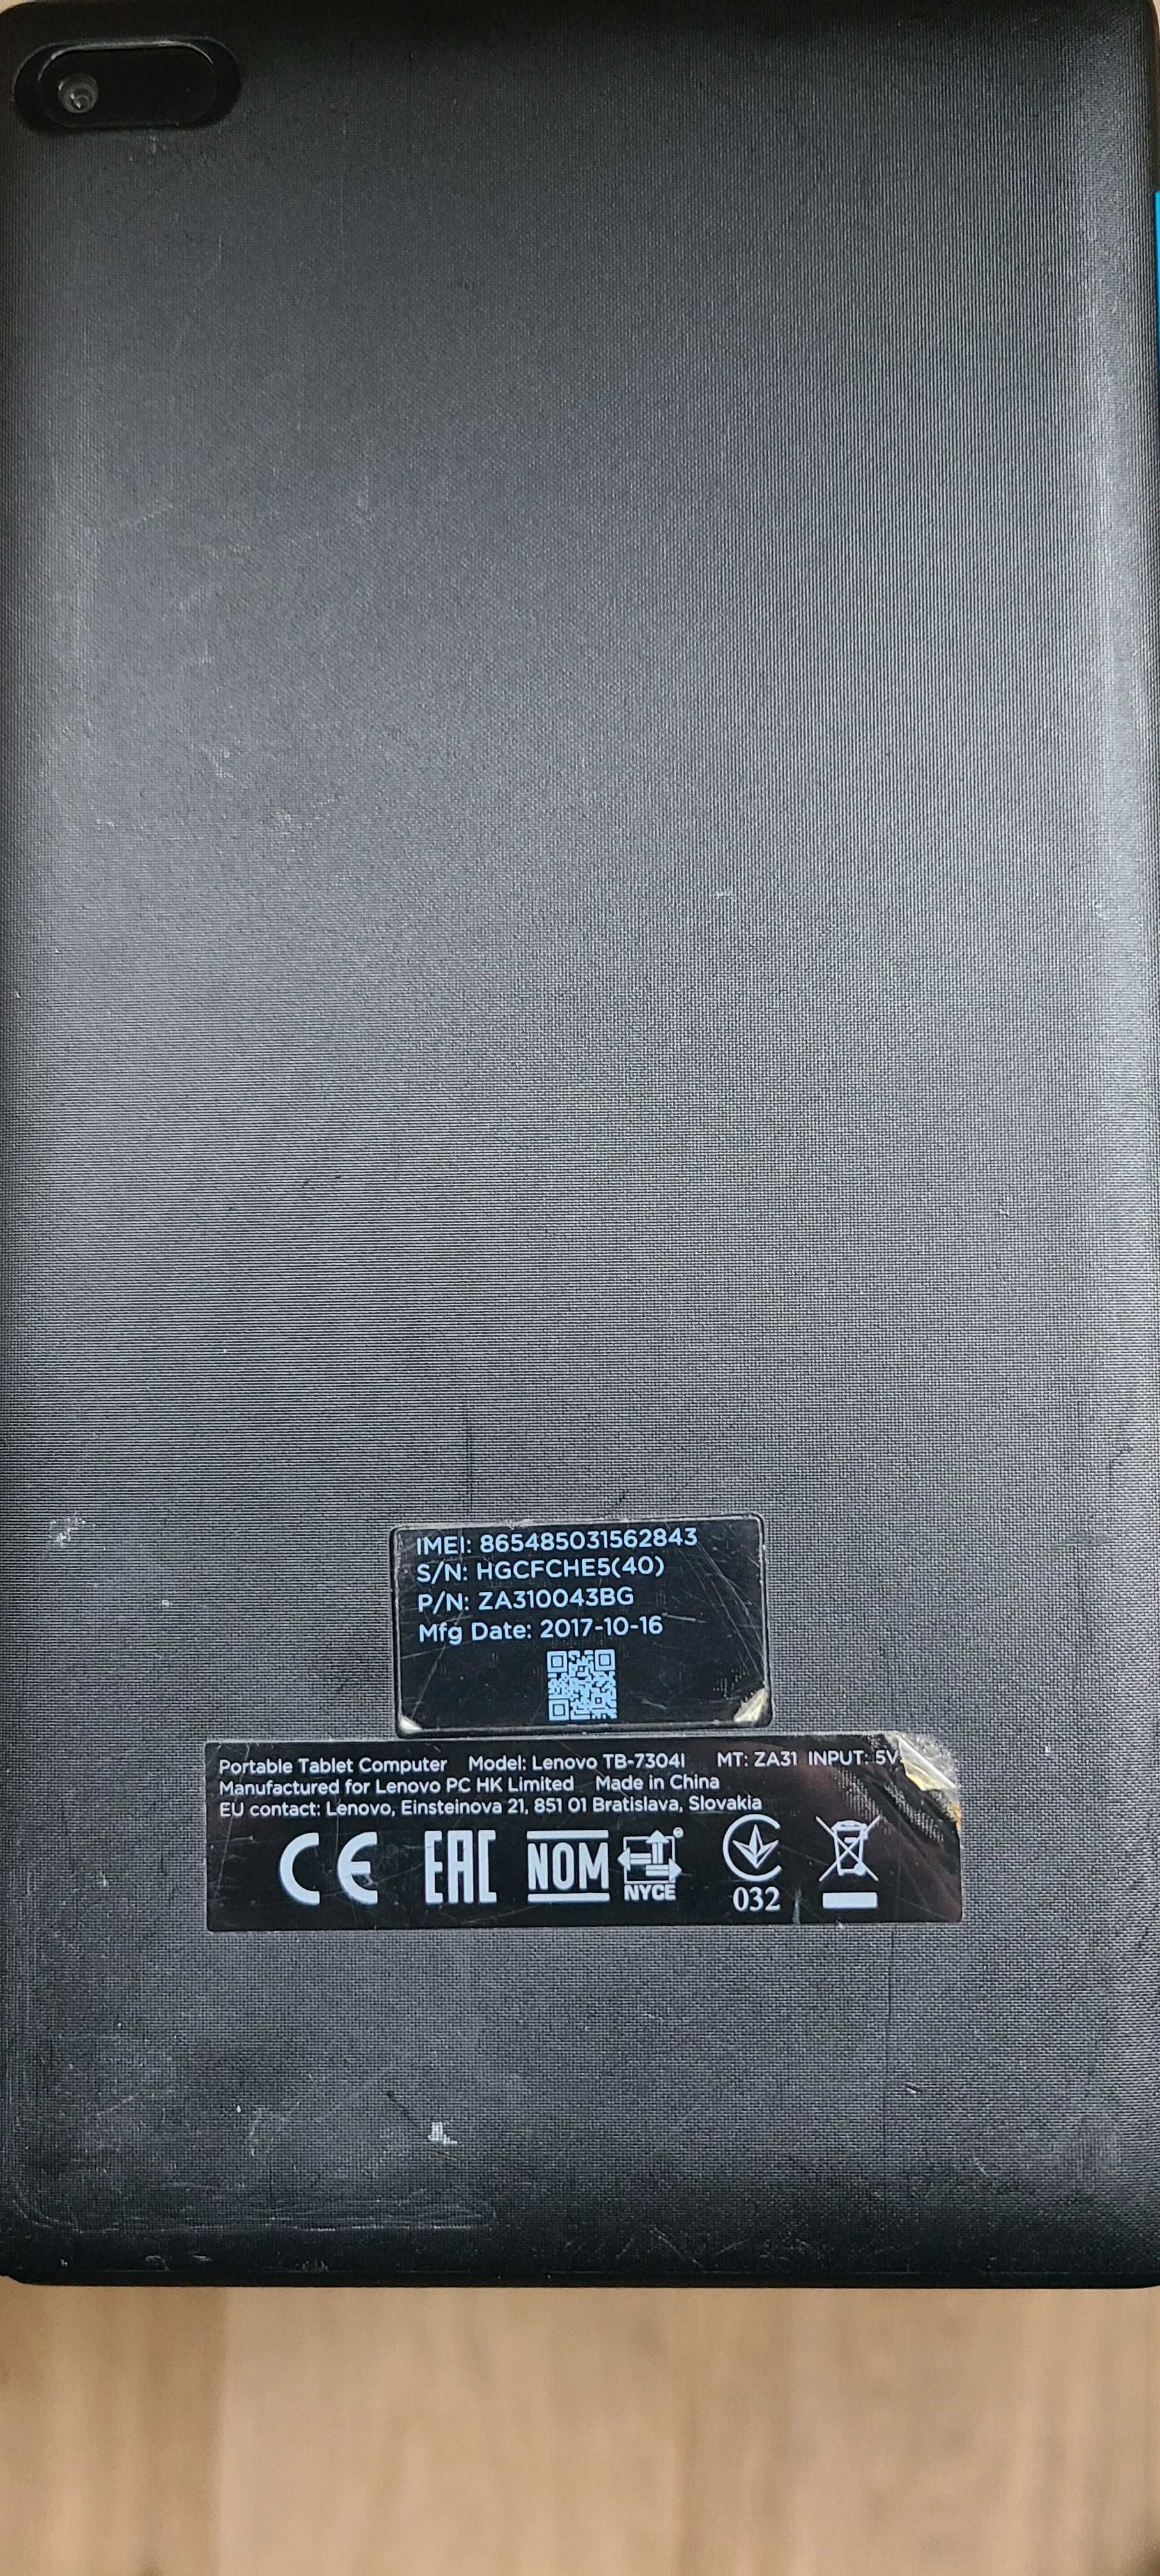 IMEI: 865485031562843
S/N: HGCFCHE5(40)
P/N: ZA310043BG
Mfg Date: 2017-10-16
Portable Tablet Computer Model: Lenovo TB-7304I MT: ZA31 INPUT: 5V
Manufactured for Lenovo PC HK Limited Made in China
EU contact: Lenovo, Einsteinova 21, 851 01 Bratislava, Slovakia
CE EAC NOM NYCE 032